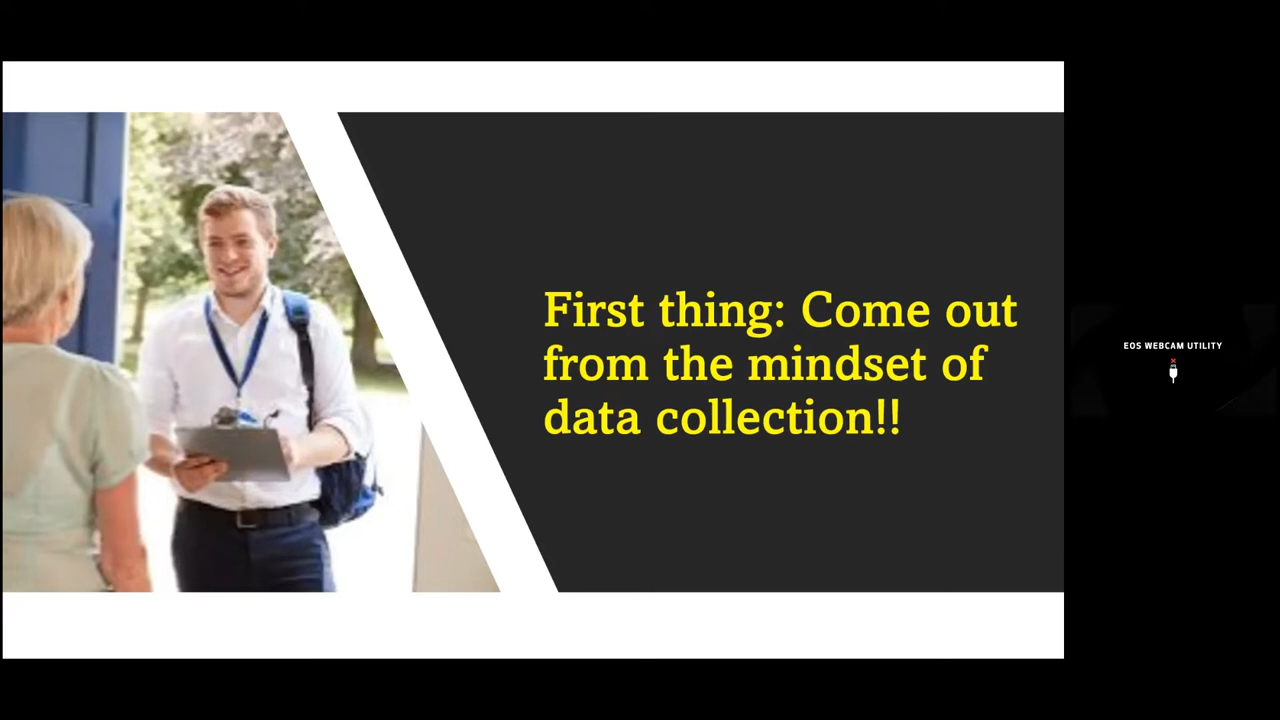 First thing: Come out
from the mindset of
data collection!!
EOS WEBCAM UTILITY